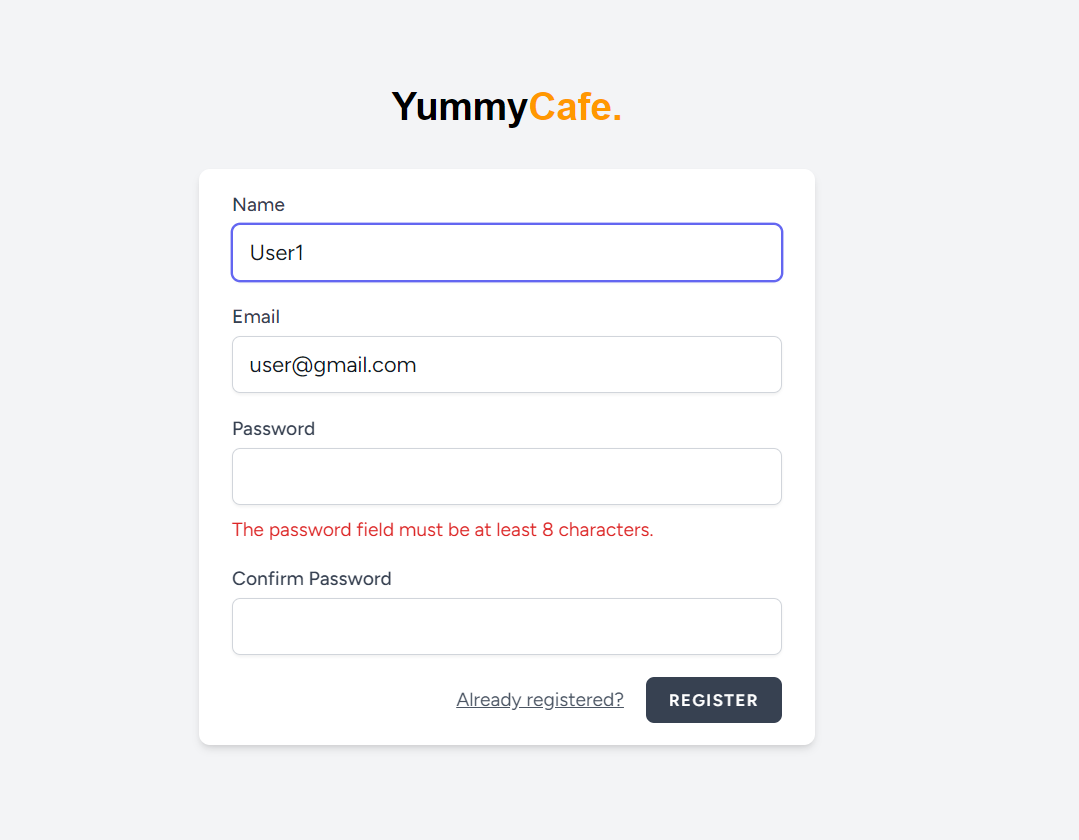 YummyCafe.
Name
User1
Email
user@gmail.com
Password
The password field must be at least 8 characters.
Confirm Password
Already registered? REGISTER